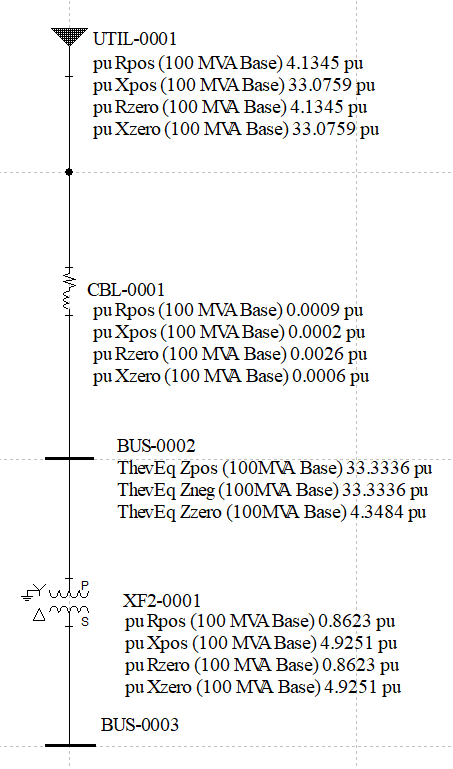 UTIL-0001
pu Rpos (100 MVA Base) 4.1345 pu
pu Xpos (100 MVA Base) 33.0759 pu
pu Rzero (100 MVA Base) 4.1345 pu
pu Xzero (100 MVA Base) 33.0759 pu
CBL-0001
pu Rpos (100 MVA Base) 0.0009 pu
pu Xpos (100 MVA Base) 0.0002 pu
pu Rzero (100 MVA Base) 0.0026 pu
pu Xzero (100 MVA Base) 0.0006 pu
BUS-0002
ThevEq Zpos (100MVA Base) 33.3336 pu
ThevEq Zneg (100MVA Base) 33.3336 pu
ThevEq Zzero (100MVA Base) 4.3484 pu
P
S
XF2-0001
pu Rpos (100 MVA Base) 0.8623 pu
pu Xpos (100 MVA Base) 4.9251 pu
pu Rzero (100 MVA Base) 0.8623 pu
pu Xzero (100 MVA Base) 4.9251 pu
BUS-0003